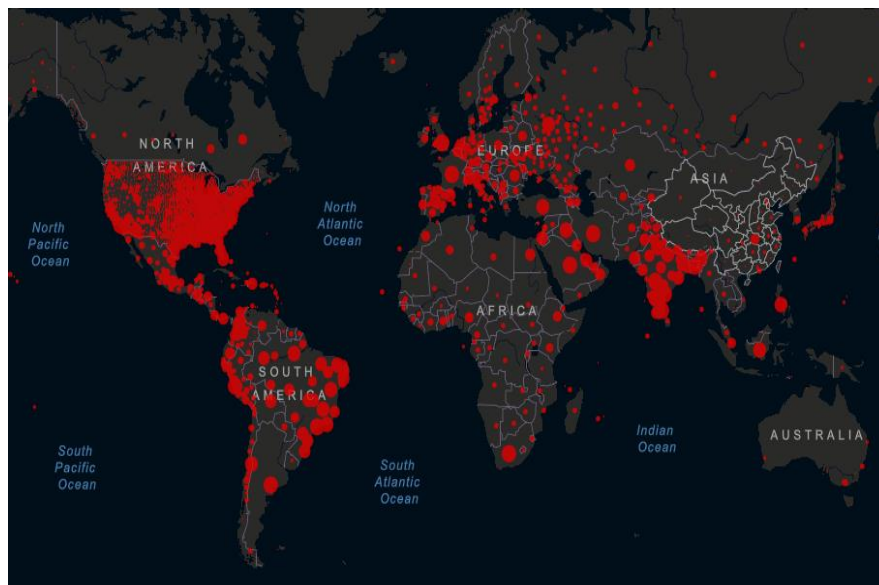 NORTH
AMERICA
EUROPE
ASIA
North
Pacific
Ocean
North
Atlantic
Ocean
AFRICA
SOUTH
AMERICA
South
Pacific
Ocean
South
Atlantic
Ocean
Indian
Ocean
AUSTRALIA